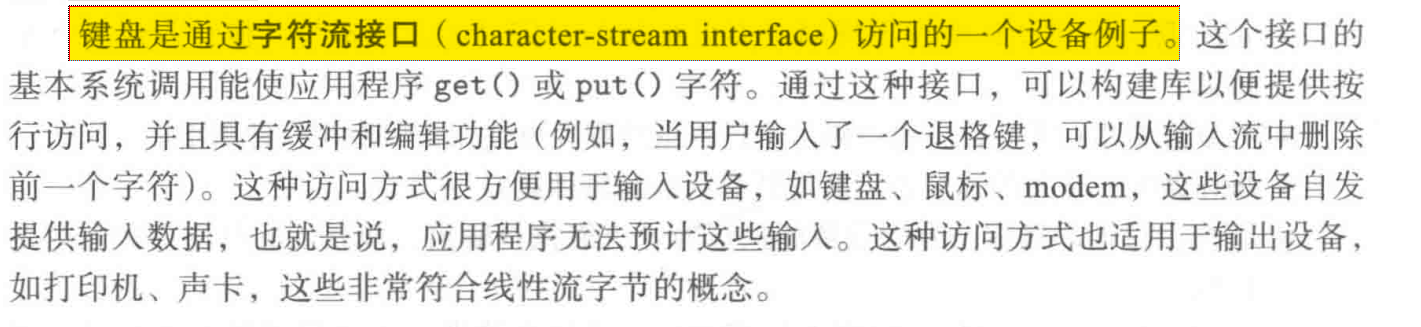 键盘是通过字符流接口（character-stream interface）访问的一个设备例子。这个接口的
基本系统调用能使应用程序 get() 或 put() 字符。通过这种接口，可以构建库以便提供按
行访问，并且具有缓冲和编辑功能（例如，当用户输入了一个退格键，可以从输入流中删除
前一个字符）。这种访问方式很方便用于输入设备，如键盘、鼠标、modem，这些设备自发
提供输入数据，也就是说，应用程序无法预计这些输入。这种访问方式也适用于输出设备，
如打印机、声卡，这些非常符合线性流字节的概念。